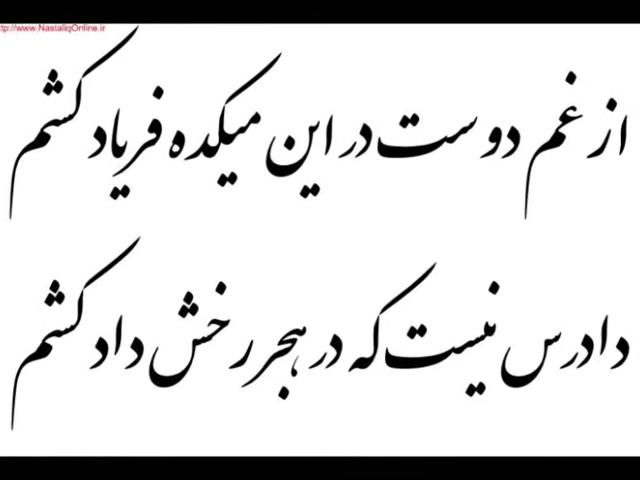 ttp://www.NastaliqOnline.ir
از غم دوست در این میکده فریاد کشم
دادرس نیست که در هجر رخش داد کشم